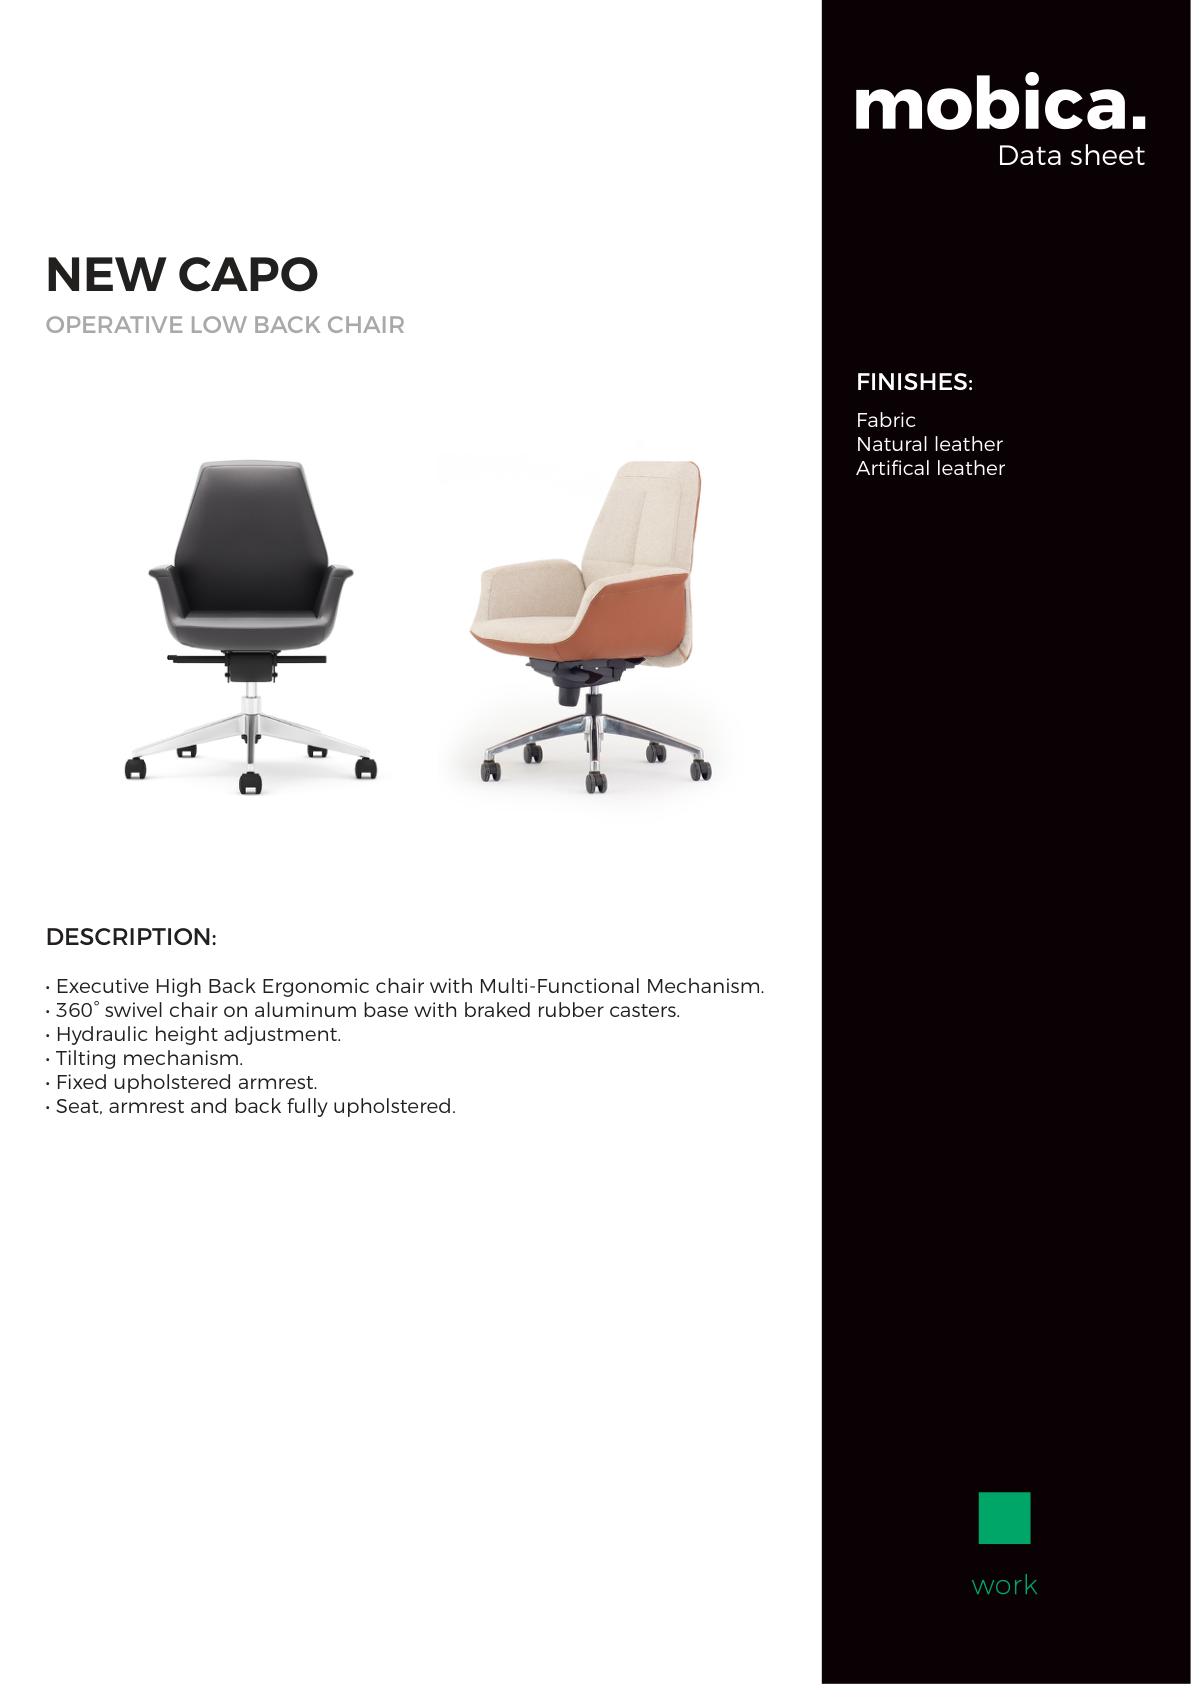 mobica.
Data sheet
NEW CAPO
OPERATIVE LOW BACK CHAIR
FINISHES:
Fabric
Natural leather
Artifical leather
DESCRIPTION:
• Executive High Back Ergonomic chair with Multi-Functional Mechanism.
• 360° swivel chair on aluminum base with braked rubber casters.
• Hydraulic height adjustment.
• Tilting mechanism.
• Fixed upholstered armrest.
• Seat, armrest and back fully upholstered.
work